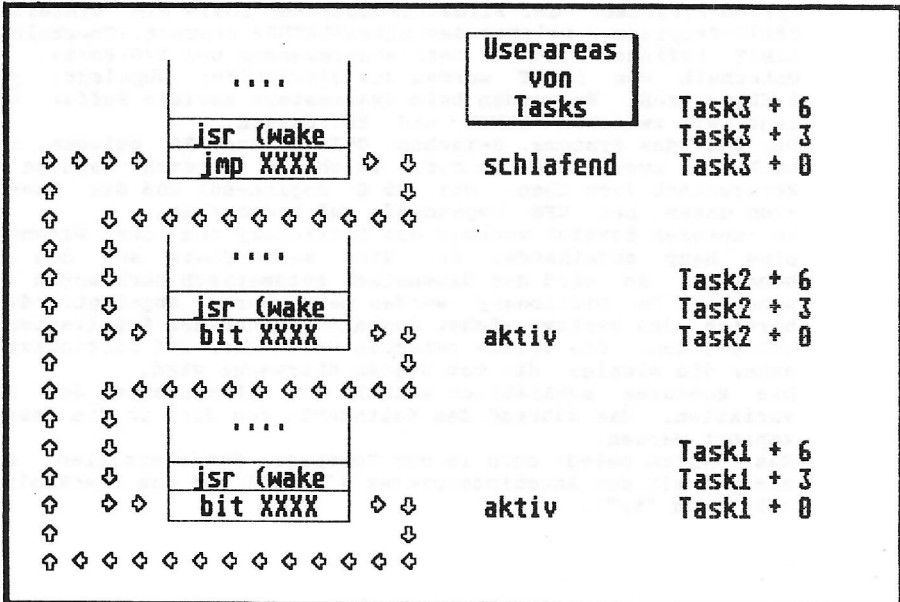 Userareas
von
Tasks
....
Task3 + 6
jsr (wake Task3 + 3
jmp XXXX schlafend Task3 + 0
....
Task2 + 6
jsr (wake Task2 + 3
bit XXXX aktiv Task2 + 0
....
Task1 + 6
jsr (wake Task1 + 3
bit XXXX aktiv Task1 + 0